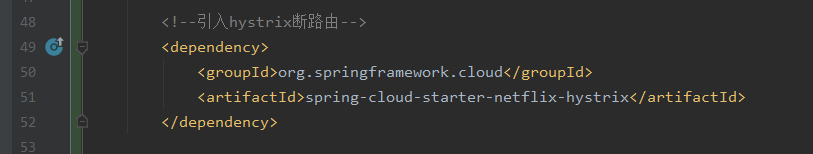 48 <!--引入hystrix断路由-->
49 <dependency>
50 <groupId>org.springframework.cloud</groupId>
51 <artifactId>spring-cloud-starter-netflix-hystrix</artifactId>
52 </dependency>
53